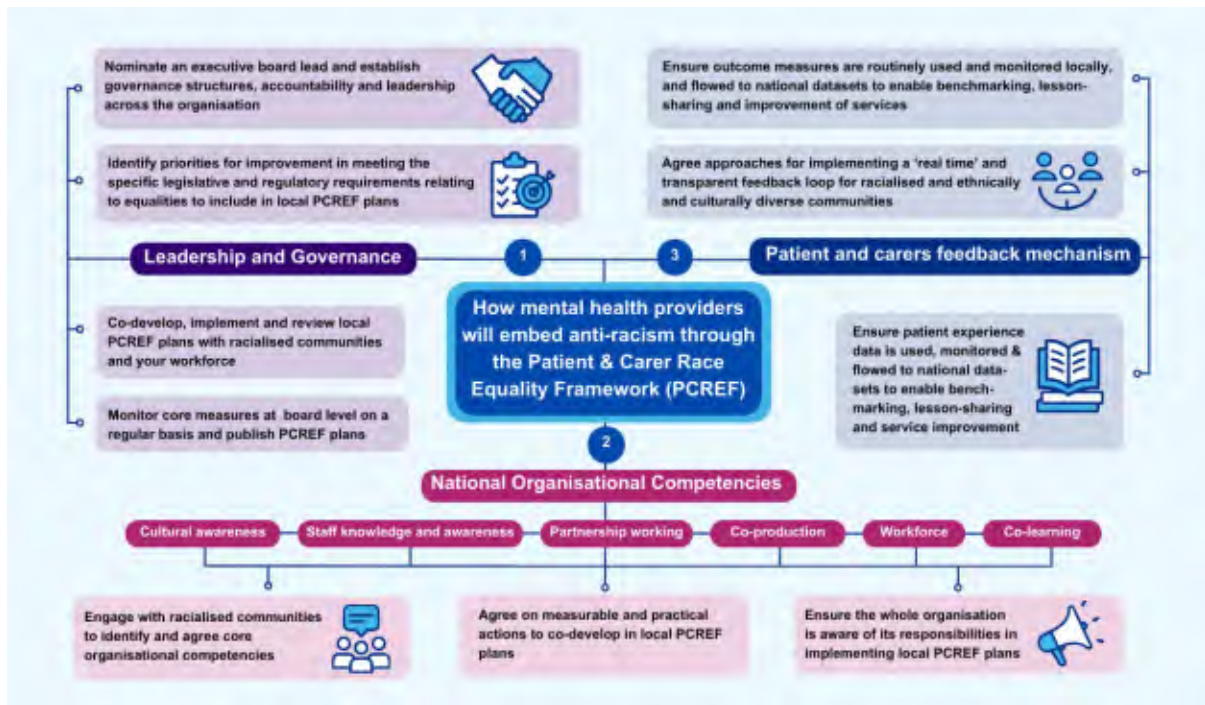 Nominate an executive board lead and establish
governance structures, accountability and leadership
across the organisation
Identify priorities for improvement in meeting the
specific legislative and regulatory requirements relating
to equalities to include in local PCREF plans
Leadership and Governance
1
Co-develop, implement and review local
PCREF plans with racialised communities
and your workforce
Monitor core measures at board level on a
regular basis and publish PCREF plans
Ensure outcome measures are routinely used and monitored locally,
and flowed to national datasets to enable benchmarking, lesson-
sharing and improvement of services
Agree approaches for implementing a 'real time' and
transparent feedback loop for racialised and ethnically
and culturally diverse communities
3
Patient and carers feedback mechanism
Ensure patient experience
data is used, monitored &
flowed to national data-
sets to enable bench-
marking, lesson-sharing
and service improvement
How mental health providers
will embed anti-racism through
the Patient & Carer Race
Equality Framework (PCREF)
2
National Organisational Competencies
Cultural awareness
Staff knowledge and awareness
Partnership working
Co-production
Workforce
Co-learning
Engage with racialised communities
to identify and agree core
organisational competencies
Agree on measurable and practical
actions to co-develop in local PCREF
plans
Ensure the whole organisation
is aware of its responsibilities in
implementing local PCREF plans